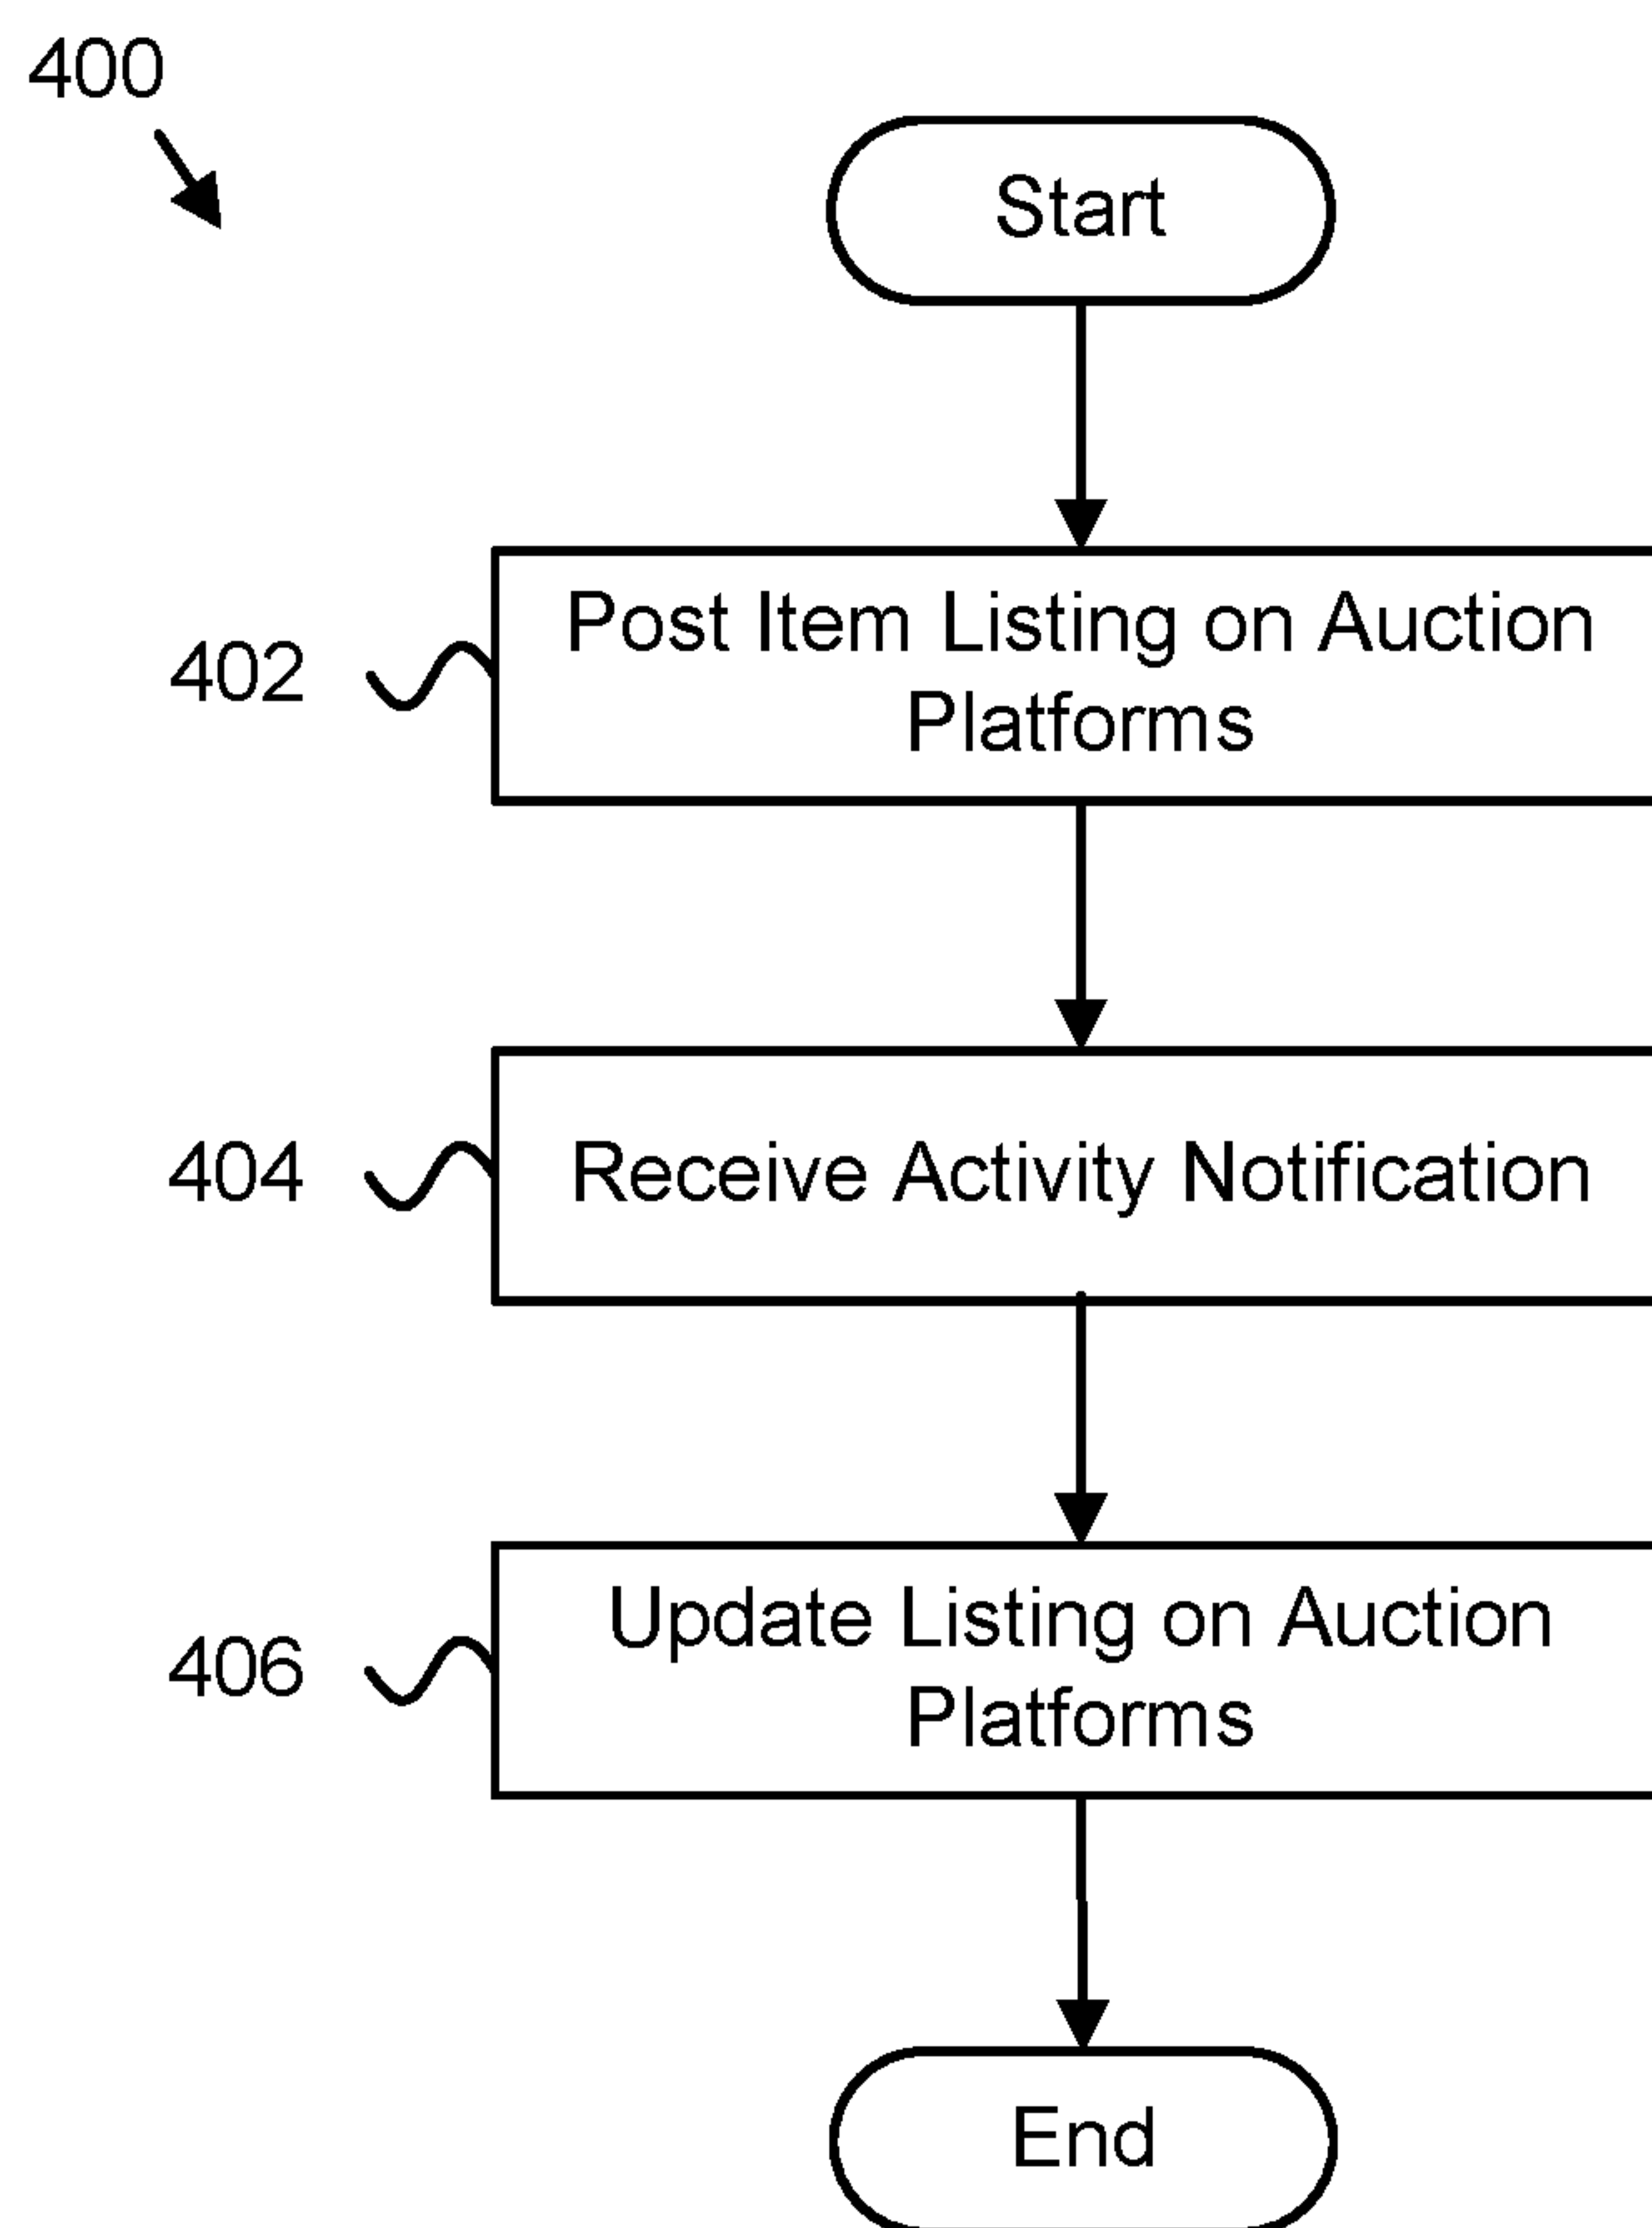 400
Start
402
Post Item Listing on Auction
Platforms
404
Receive Activity Notification
406
Update Listing on Auction
Platforms
End